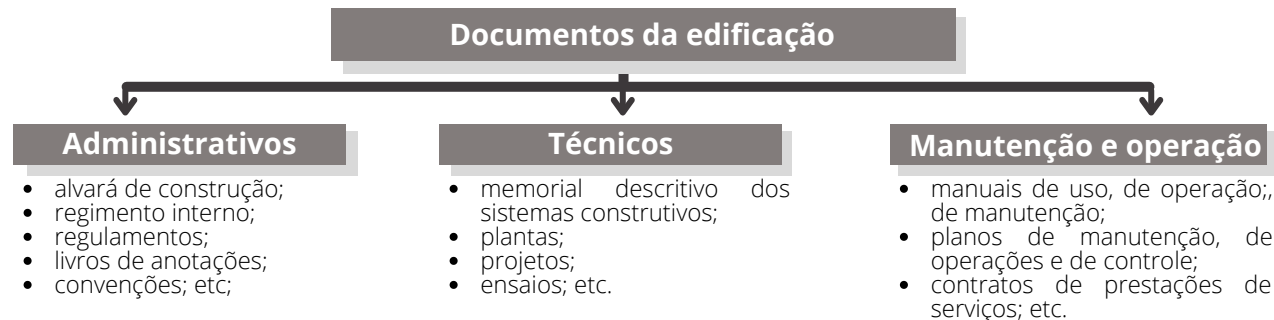 Documentos da edificação
Administrativos
• alvará de construção;
• regimento interno;
• regulamentos;
• livros de anotações;
• convenções; etc;
Técnicos
• memorial descritivo dos
sistemas construtivos;
• plantas;
• projetos;
• ensaios; etc.
Manutenção e operação
• manuais de uso, de operação;,
de manutenção;
• planos de manutenção, de
operações e de controle;
• contratos de prestações de
serviços; etc.